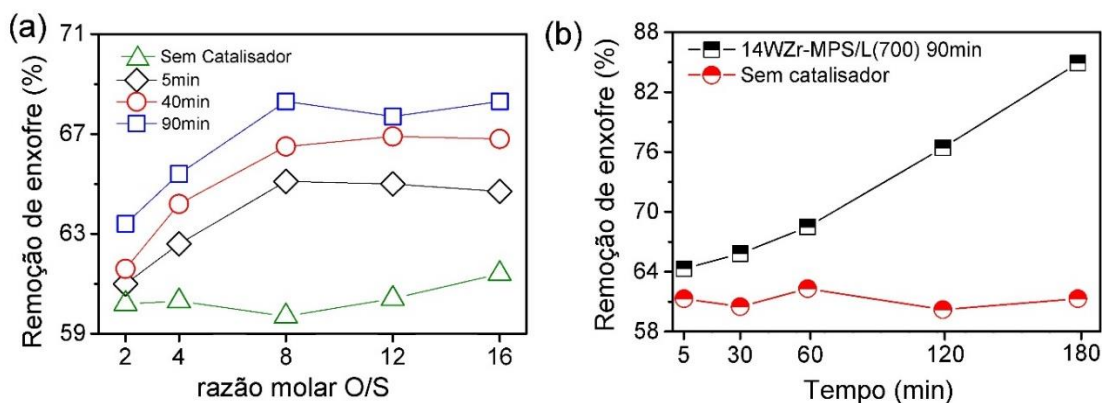 (a)
Remoção de enxofre (%)
71
67
63
59
Sem Catalisador
5min
40min
90min
2 4 8 12 16
razão molar O/S
(b)
Remoção de enxofre (%)
88
82
76
70
64
58
14WZr-MPS/L(700) 90min
Sem catalisador
5 30 60 120 180
Tempo (min)